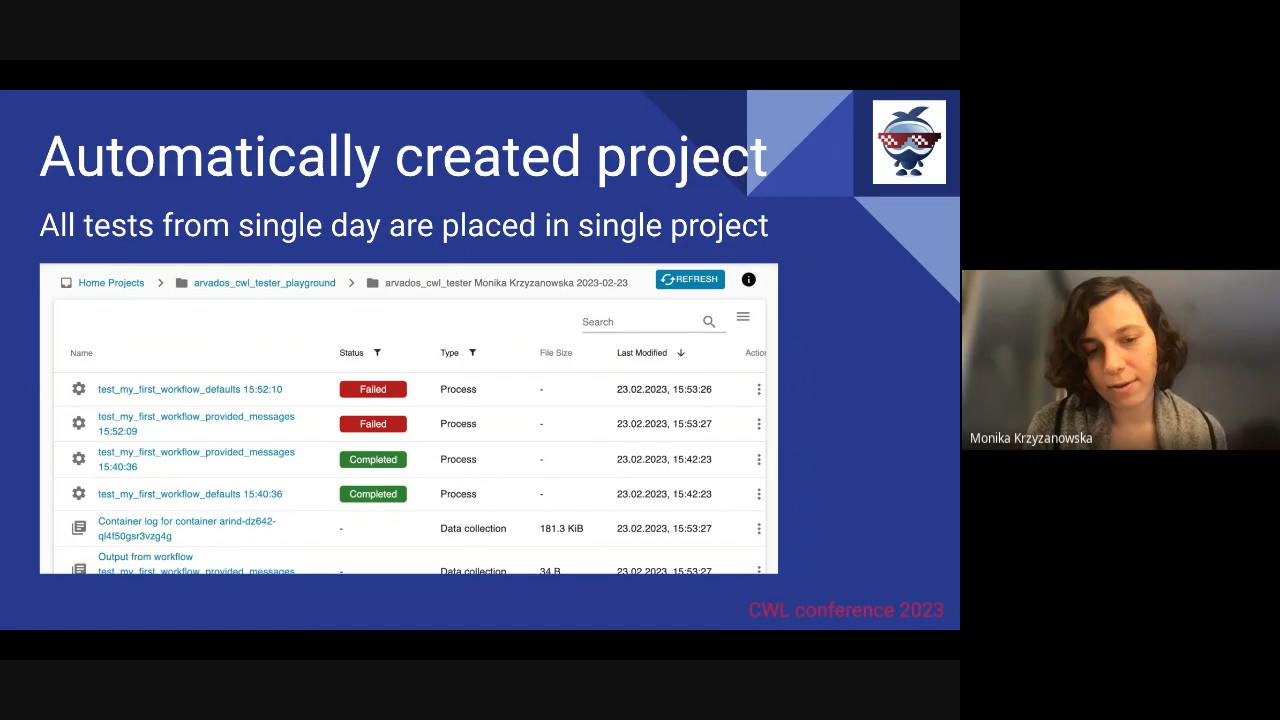 Automatically created project
All tests from single day are placed in single project
Home Projects > arvados_cwl_tester_playground > arvados_cwl_tester Monika Krzyzanowska 2023-02-23 REFRESH
Search
Name Status Type File Size Last Modified Action
test_my_first_workflow_defaults 15:52:10 Failed Process - 23.02.2023, 15:53:26
test_my_first_workflow_provided_messages
15:52:09 Failed Process - 23.02.2023, 15:53:27
test_my_first_workflow_provided_messages
15:40:36 Completed Process - 23.02.2023, 15:42:23
test_my_first_workflow_defaults 15:40:36 Completed Process - 23.02.2023, 15:42:23
Container log for container arind-dz642-
ql4f50gsr3vzg4g - Data collection 181.3 KiB 23.02.2023, 15:53:27
Output from workflow
test_my_first_workflow_provided_messages - Data collection 34 B 23.02.2023, 15:53:27
CWL conference 2023
Monika Krzyzanowska